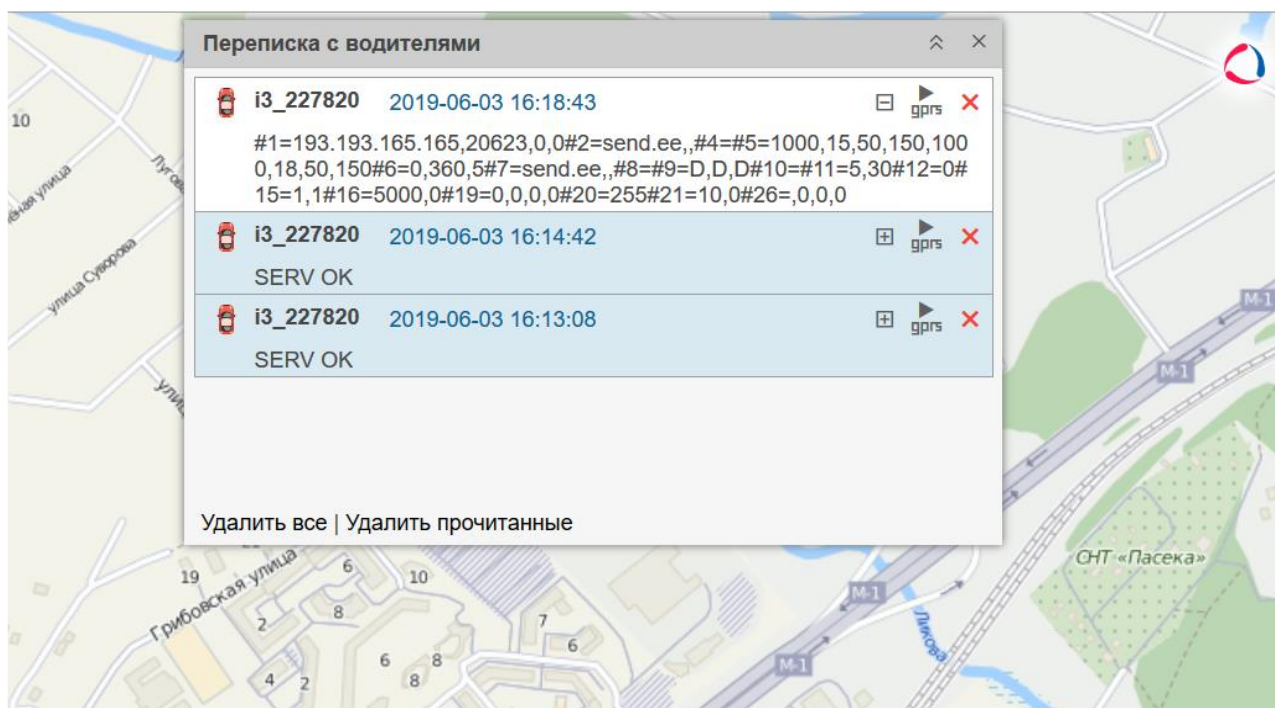 Переписка с водителями
i3_227820 2019-06-03 16:18:43 gprs
#1=193.193.165.165,20623,0,0#2=send.ee,,#4=#5=1000,15,50,150,100
0,18,50,150#6=0,360,5#7=send.ee,,#8=#9=D,D,D#10=#11=5,30#12=0#
15=1,1#16=5000,0#19=0,0,0,0#20=255#21=10,0#26=,0,0,0
i3_227820 2019-06-03 16:14:42 gprs
SERV OK
i3_227820 2019-06-03 16:13:08 gprs
SERV OK
Удалить все | Удалить прочитанные
10
улица Суворова
М-1
М-1
СНТ «Пасека»
19
Грибовская улица
6
10
2
8
7
6
М-1
Ликова
6
8
4
2
8
М-1